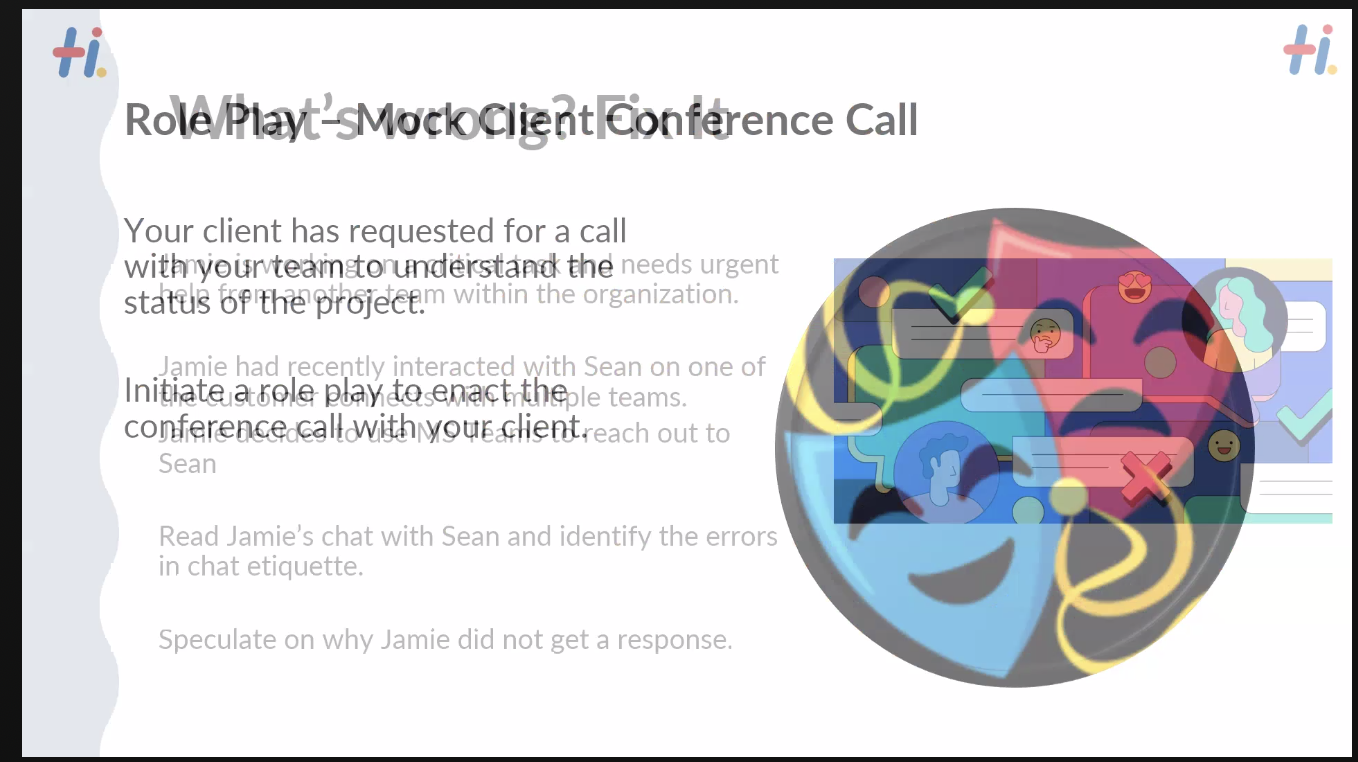 Hi.
Hi.
Role Play – Mock Client Conference Call
What's wrong? Fix It
Your client has requested for a call
with your team to understand the
status of the project.
Initiate a role play to enact the
conference call with your client.
Jamie is working on a critical task and needs urgent
help from another team within the organization.
Jamie had recently interacted with Sean on one of
the customer connects with multiple teams.
Jamie decides to use MS Teams to reach out to
Sean
Read Jamie's chat with Sean and identify the errors
in chat etiquette.
Speculate on why Jamie did not get a response.